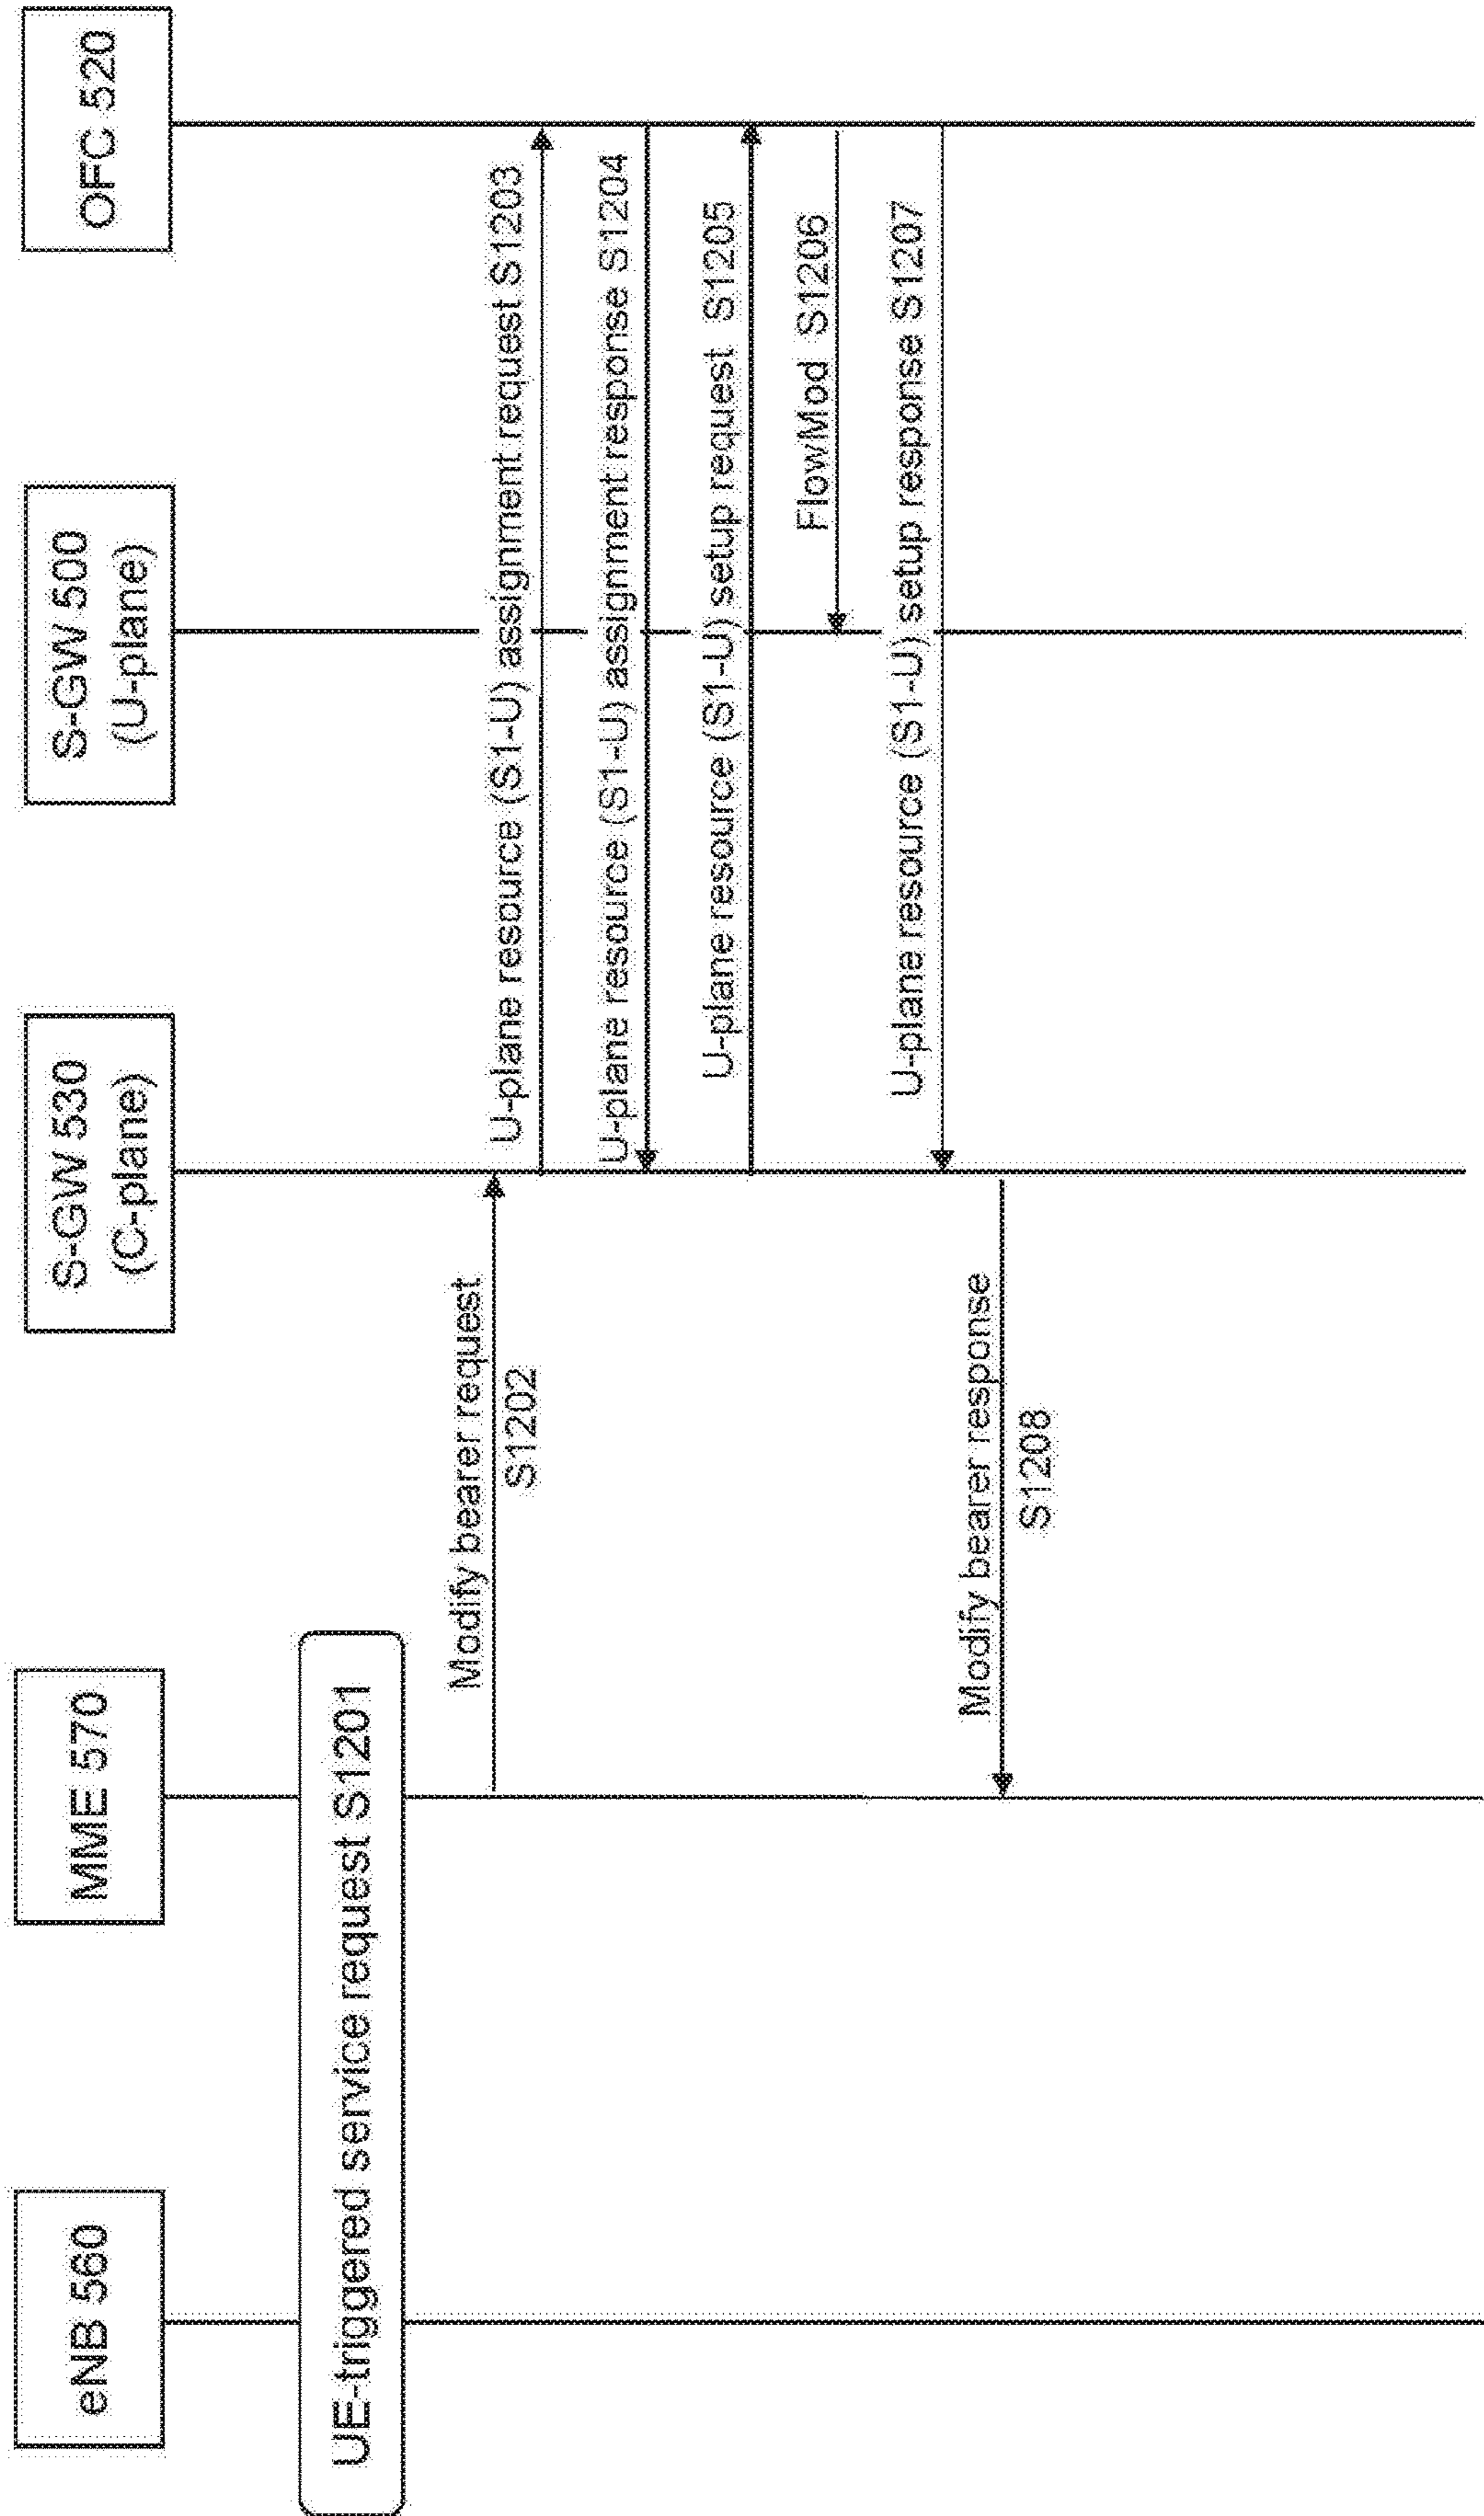 eNB 560
MME 570
S-GW 530
(C-plane)
S-GW 500
(U-plane)
OFC 520
UE-triggered service request S1201
Modify bearer request
S1202
U-plane resource (S1-U) assignment request S1203
U-plane resource (S1-U) assignment response S1204
U-plane resource (S1-U) setup request S1205
FlowMod S1206
U-plane resource (S1-U) setup response S1207
Modify bearer response
S1208